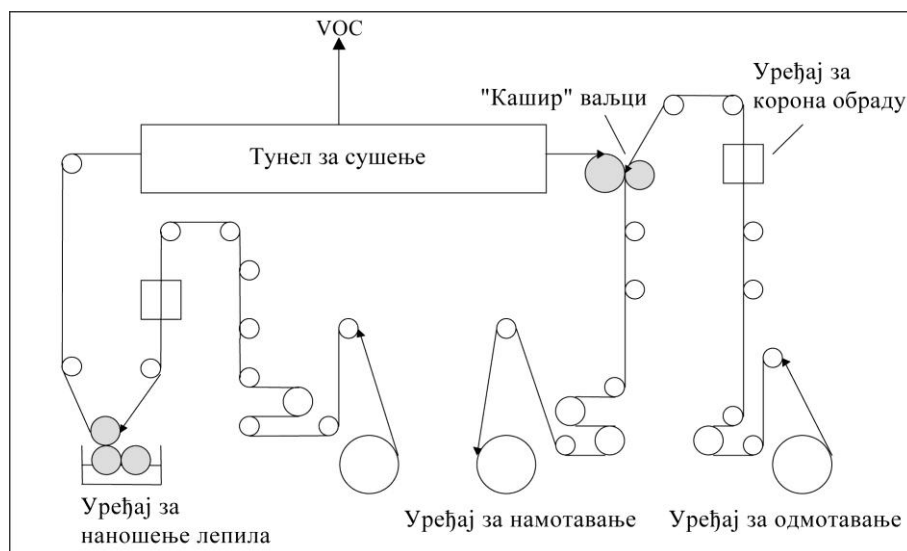 VOC
Уређај за
корона обраду
"Кашир" ваљци
Тунел за сушење
Уређај за
наношење лепила
Уређај за намотавање
Уређај за одмотавање